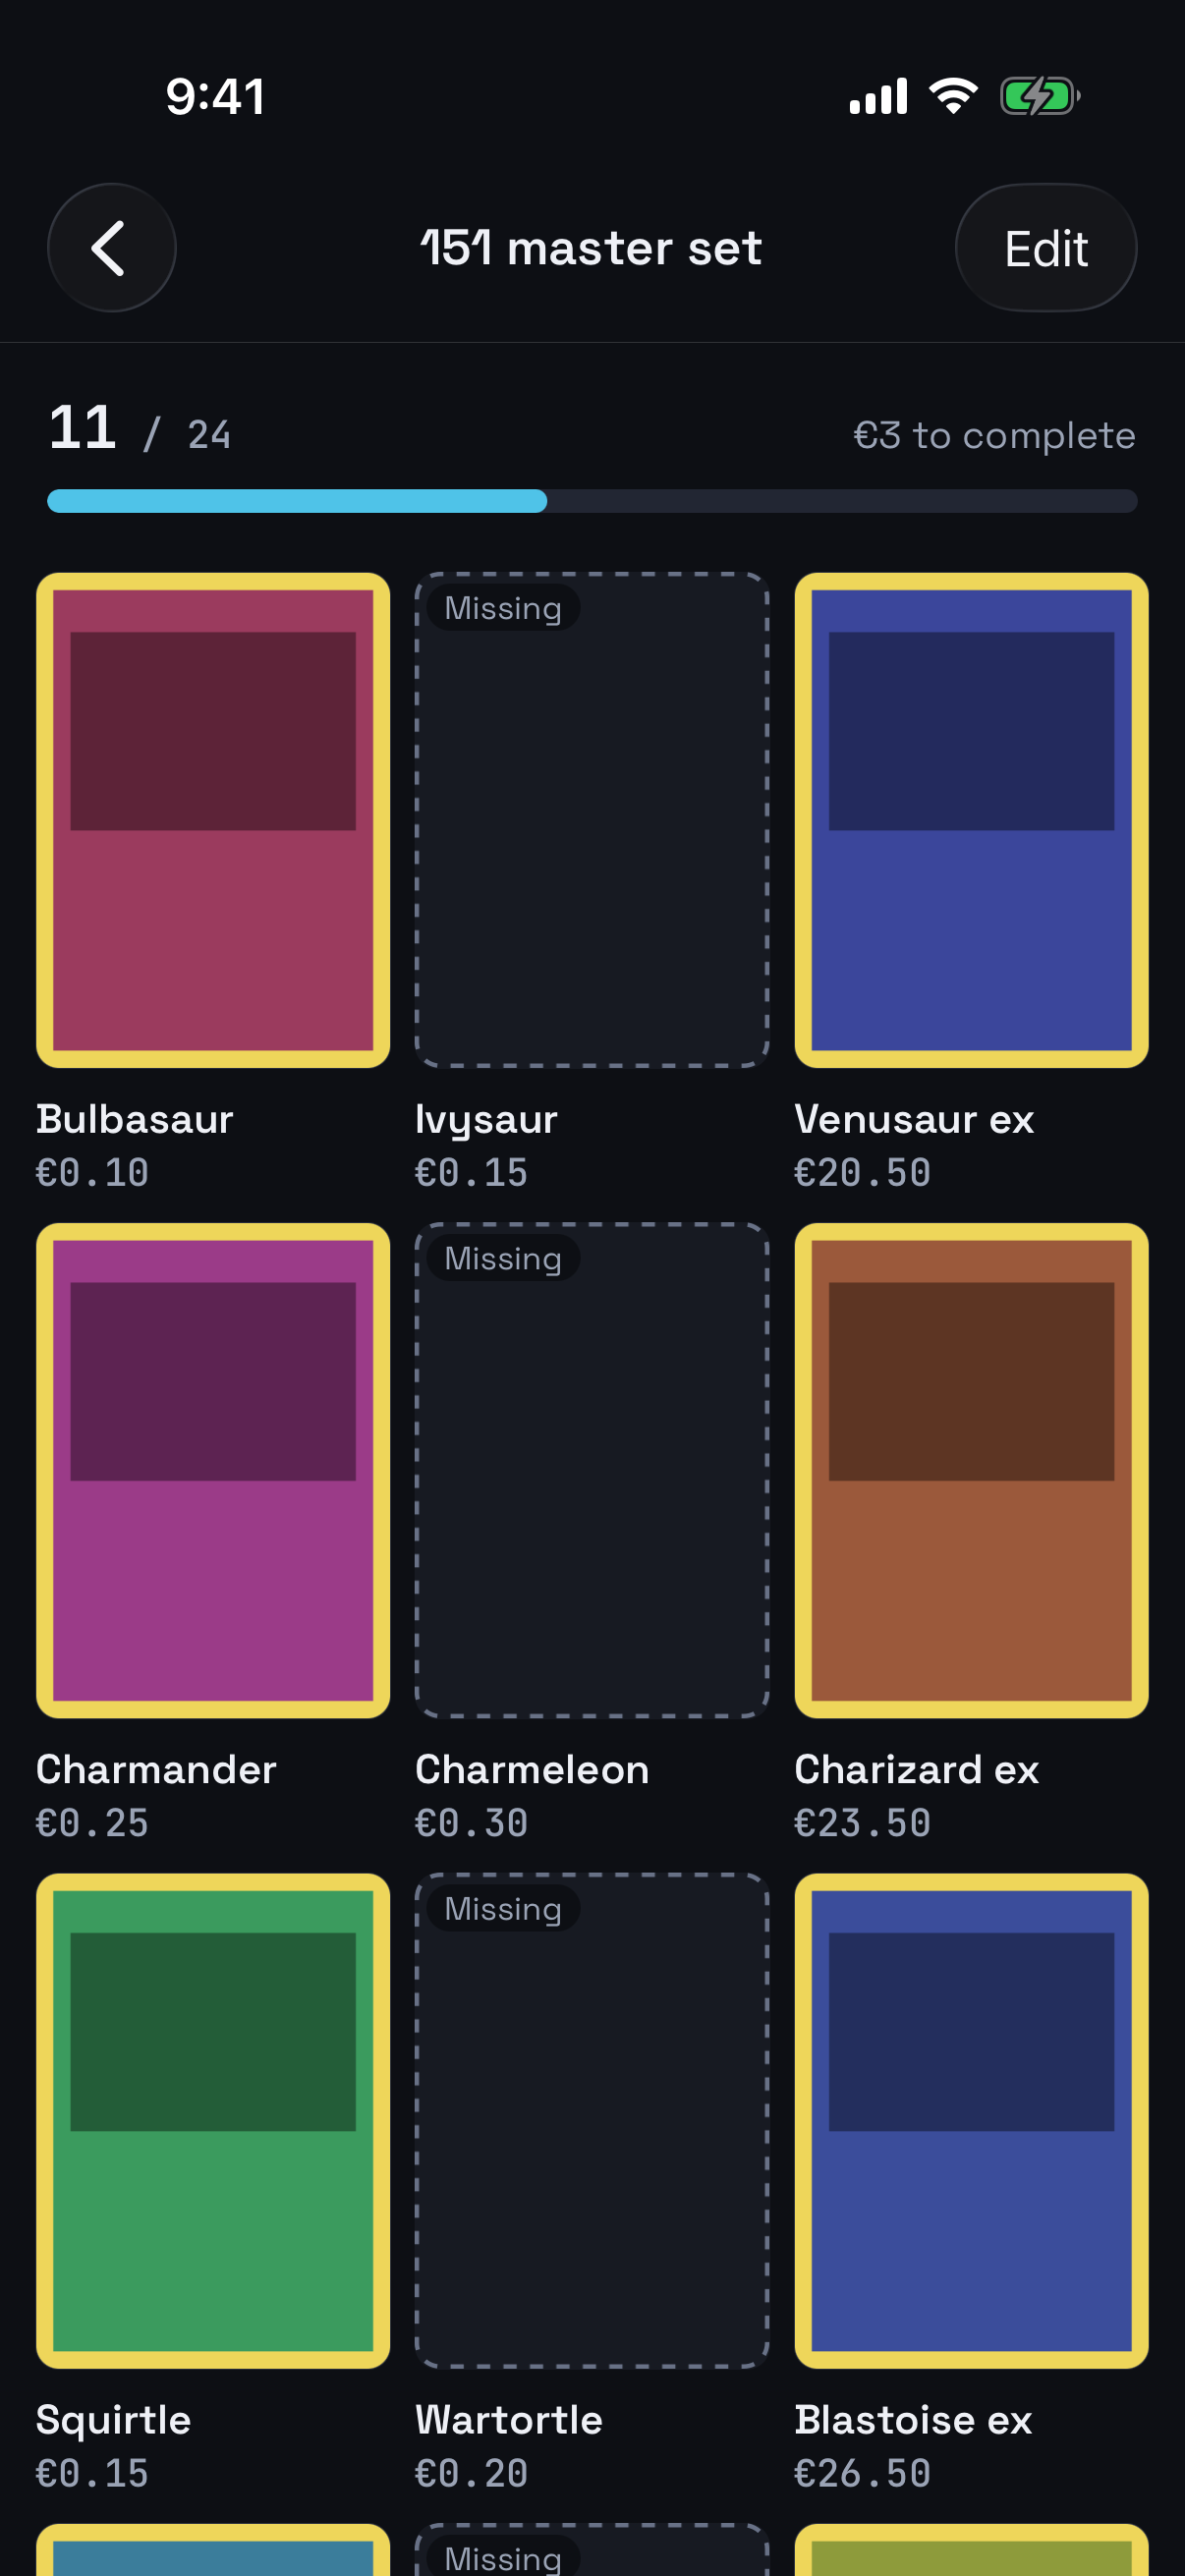 9:41
151 master set
Edit
11 / 24
€3 to complete
Missing
Bulbasaur
Ivysaur
Venusaur ex
€0.10
€0.15
€20.50
Missing
Charmander
Charmeleon
Charizard ex
€0.25
€0.30
€23.50
Missing
Squirtle
Wartortle
Blastoise ex
€0.15
€0.20
€26.50
Missing